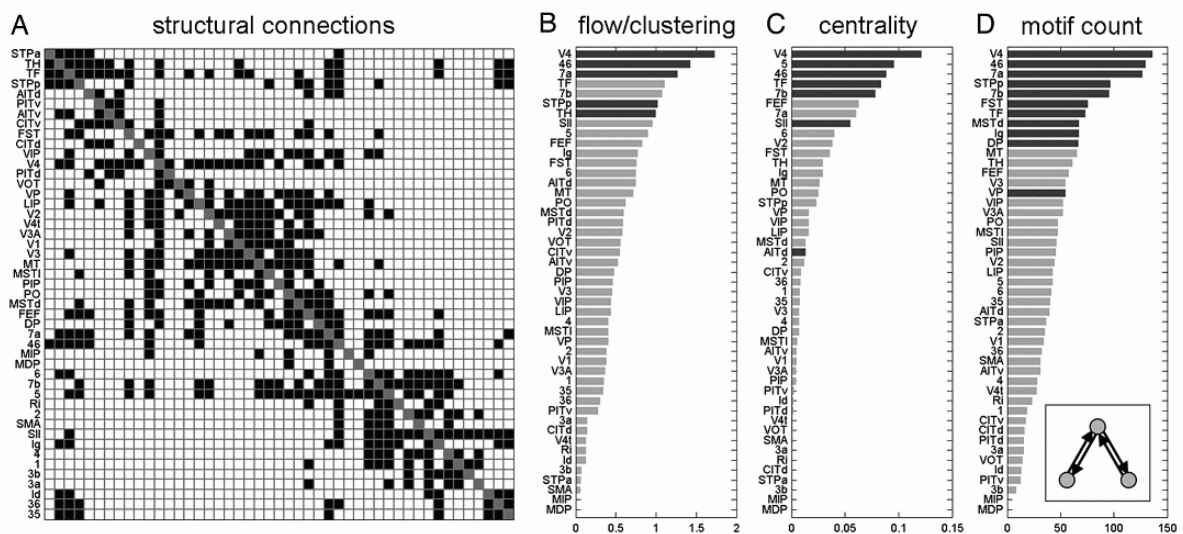 A structural connections
STPa
TH
TF
STPp
AITd
PITv
AITv
CITv
FST
CITd
VIP
V4
PITd
VOT
VP
LIP
V2
V4t
V3A
V1
V3
MT
MSTl
PIP
PO
MSTd
FEF
DP
7a
46
MIP
MDP
6
7b
5
Ri
2
SMA
SII
Ig
4
1
3b
3a
Id
36
35
B flow/clustering
V4
46
7a
TF
7b
STPp
TH
SII
5
FEF
Ig
FST
6
AITd
MT
PO
MSTd
PITd
V2
VOT
CITv
AITv
DP
PIP
V3
VIP
LIP
4
MSTl
VP
2
V1
V3A
1
35
36
PITv
3a
CITd
V4t
Ri
Id
3b
STPa
SMA
MIP
MDP
0 0.5 1 1.5 2
C centrality
V4
5
46
TF
7b
FEF
7a
SII
6
V2
FST
TH
Ig
MT
PO
STPp
VP
VIP
LIP
MSTd
AITd
2
CITv
36
1
35
V3
4
DP
MSTl
AITv
V1
V3A
PIP
PITv
Id
PITd
V4t
VOT
SMA
3a
Ri
CITd
STPa
3b
MIP
MDP
0 0.05 0.1 0.15
D motif count
V4
46
7a
STPp
7b
FST
TF
MSTd
Ig
DP
MT
TH
FEF
V3
VP
VIP
V3A
PO
MSTl
SII
PIP
V2
LIP
5
6
35
AITd
STPa
2
V1
36
SMA
AITv
4
V4t
Ri
1
CITv
CITd
PITd
3a
VOT
Id
PITv
3b
MIP
MDP
0 50 100 150